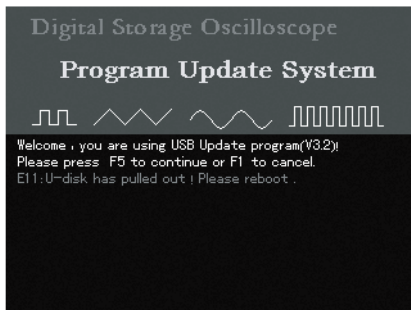 Digital Storage Oscilloscope
Program Update System
Welcome , you are using USB Update program(V3.2)!
Please press F5 to continue or F1 to cancel.
E11:U-disk has pulled out ! Please reboot .